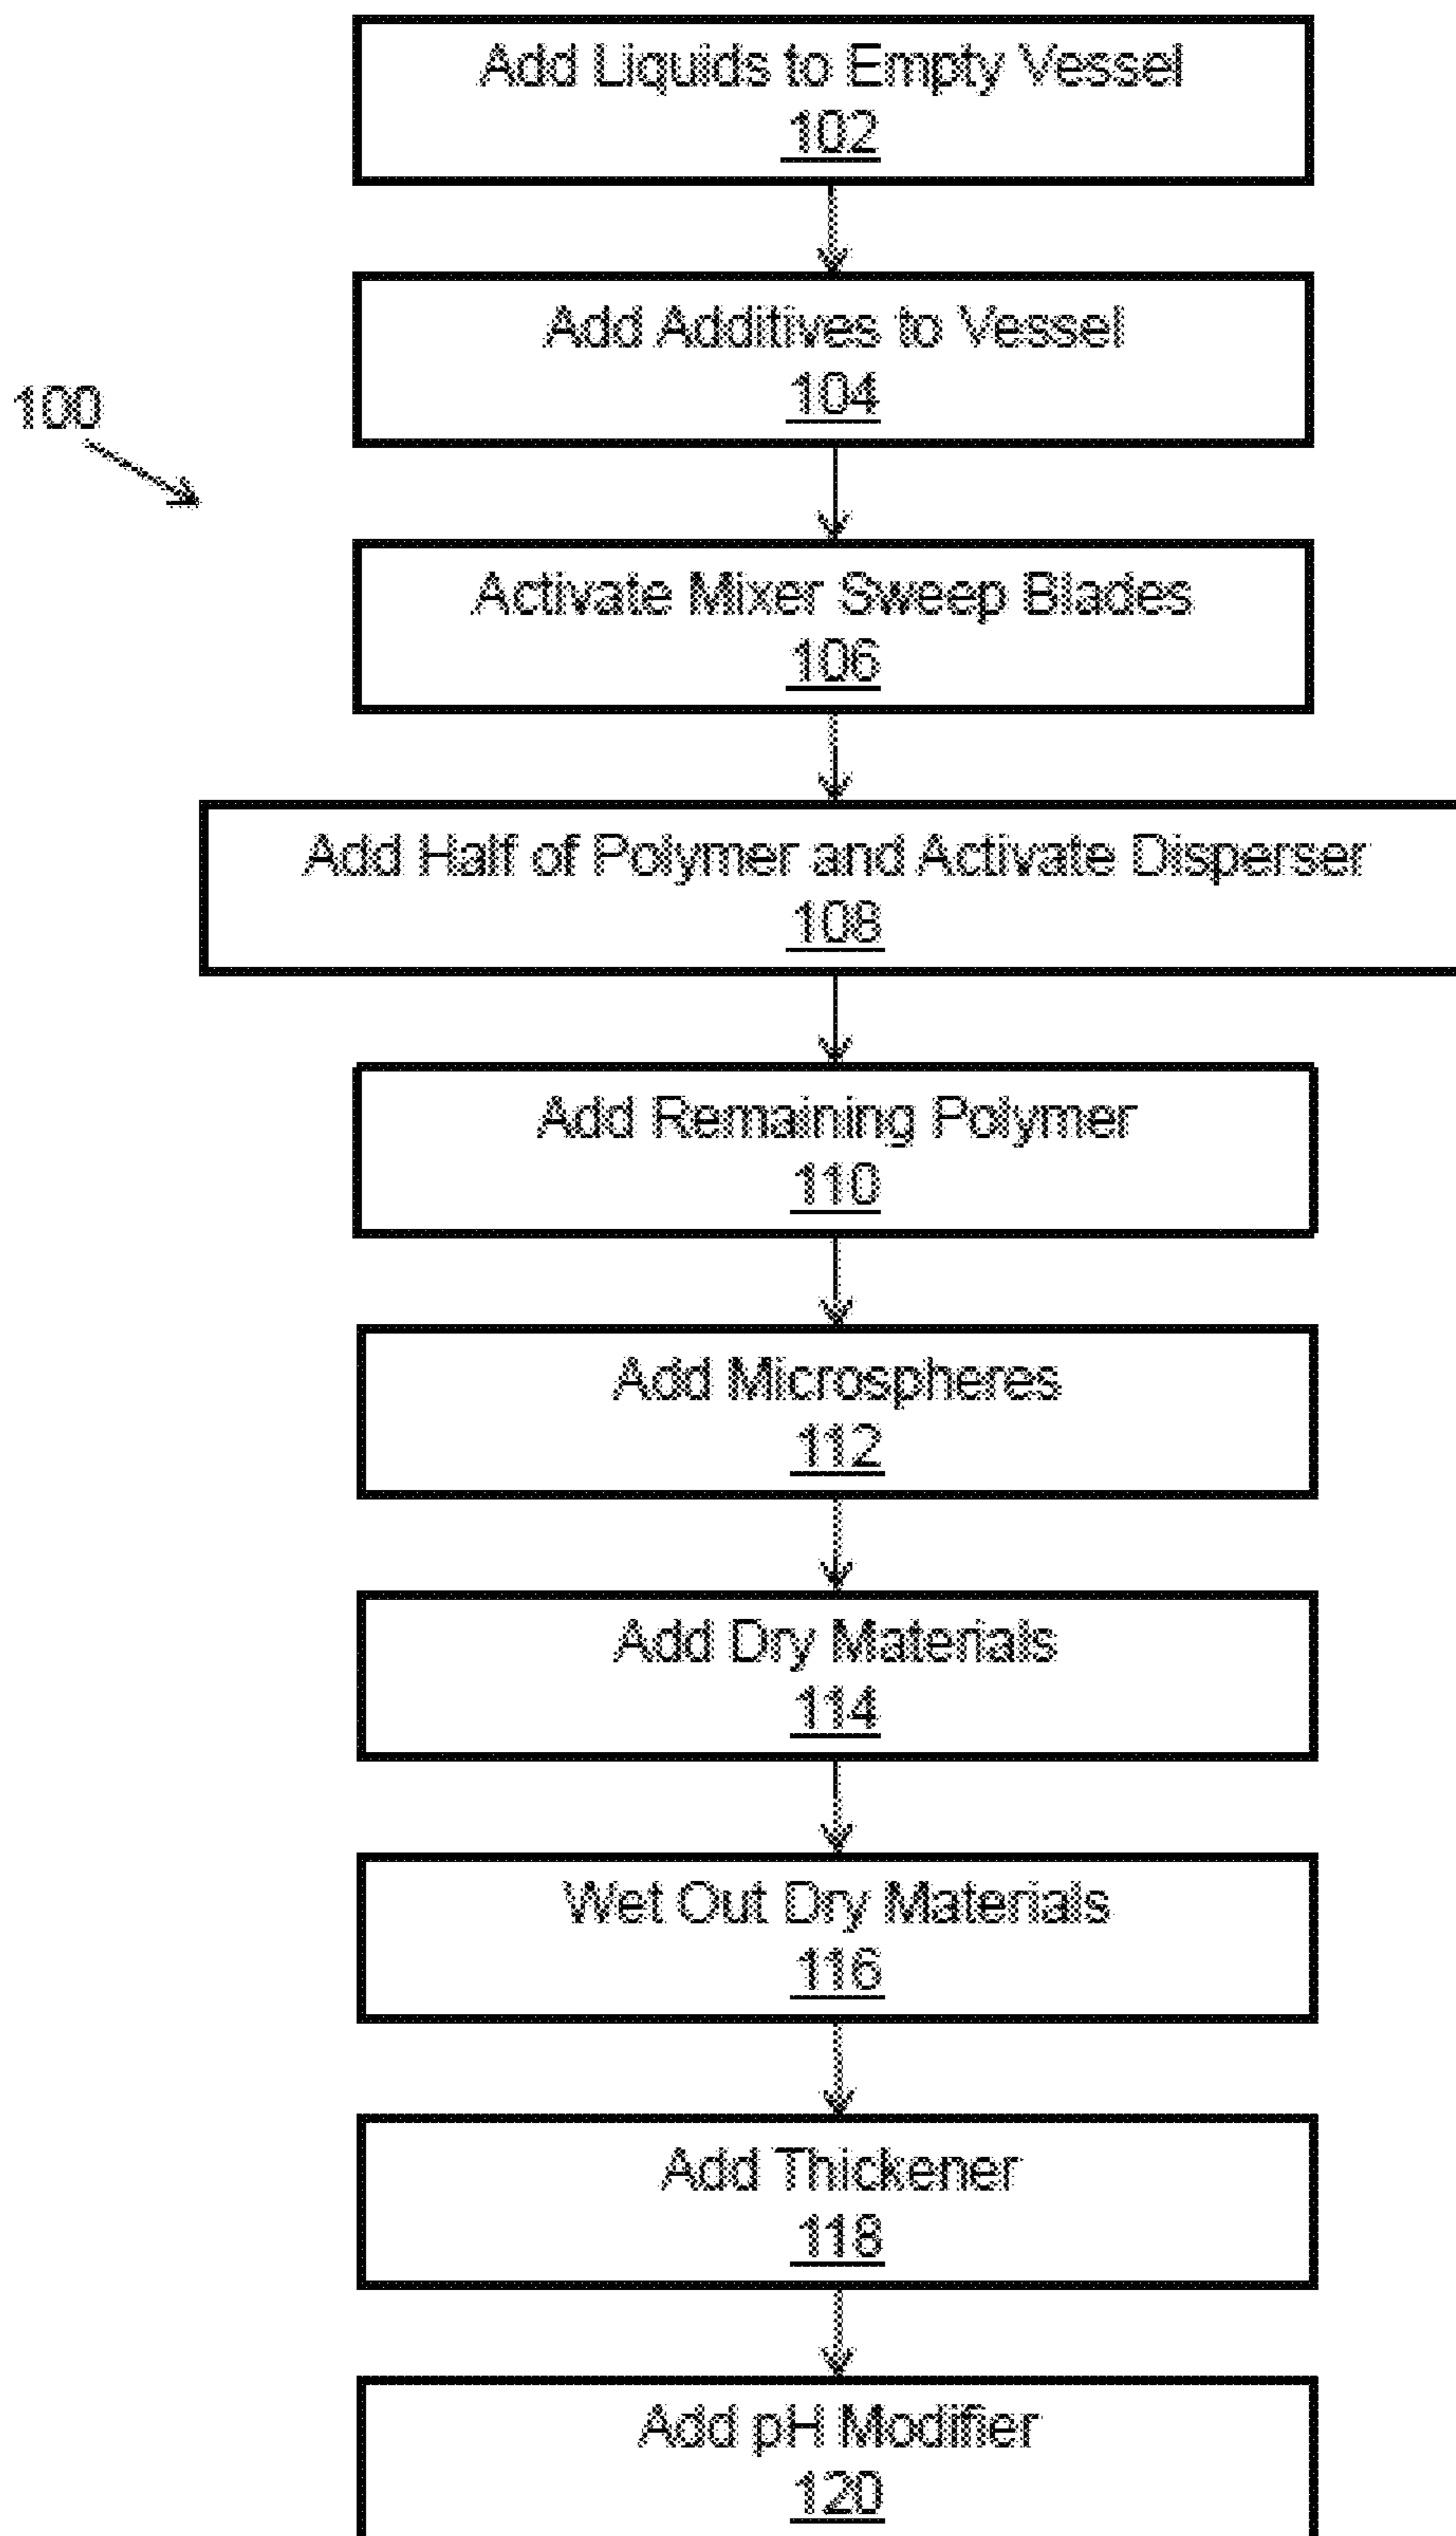 Add Liquids to Empty Vessel
102
Add Additives to Vessel
104
100
Activate Mixer Sweep Blades
106
Add Half of Polymer and Activate Disperser
108
Add Remaining Polymer
110
Add Microspheres
112
Add Dry Materials
114
Wet Out Dry Materials
116
Add Thickener
118
Add pH Modifier
120